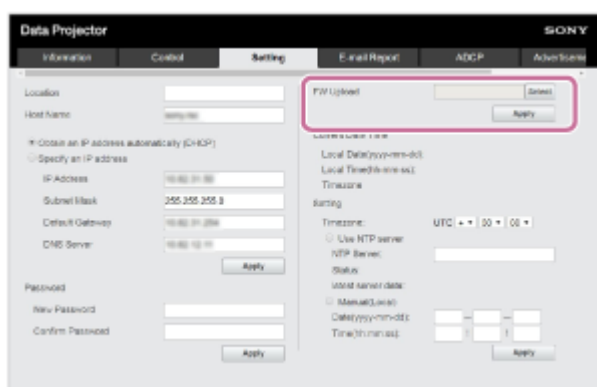 Data Projector
SONY
Information Control Setting E-mail Report ADCP Advertiseme
Location
Host Name
Obtain an IP address automatically (DHCP)
Specify an IP address
IP Address
Subnet Mask 255.255.255.0
Default Gateway
DNS Server
Apply
Password
New Password
Confirm Password
Apply
FW Upload Select
Apply
Current Date Time
Local Date(yyyy-mm-dd):
Local Time(hh:mm:ss):
Timezone
Setting
Timezone: UTC + 00 : 00
Use NTP server
NTP Server:
Status:
Manual(Local)
Date(yyyy-mm-dd): – –
Time(hh:mm:ss): : :
Apply